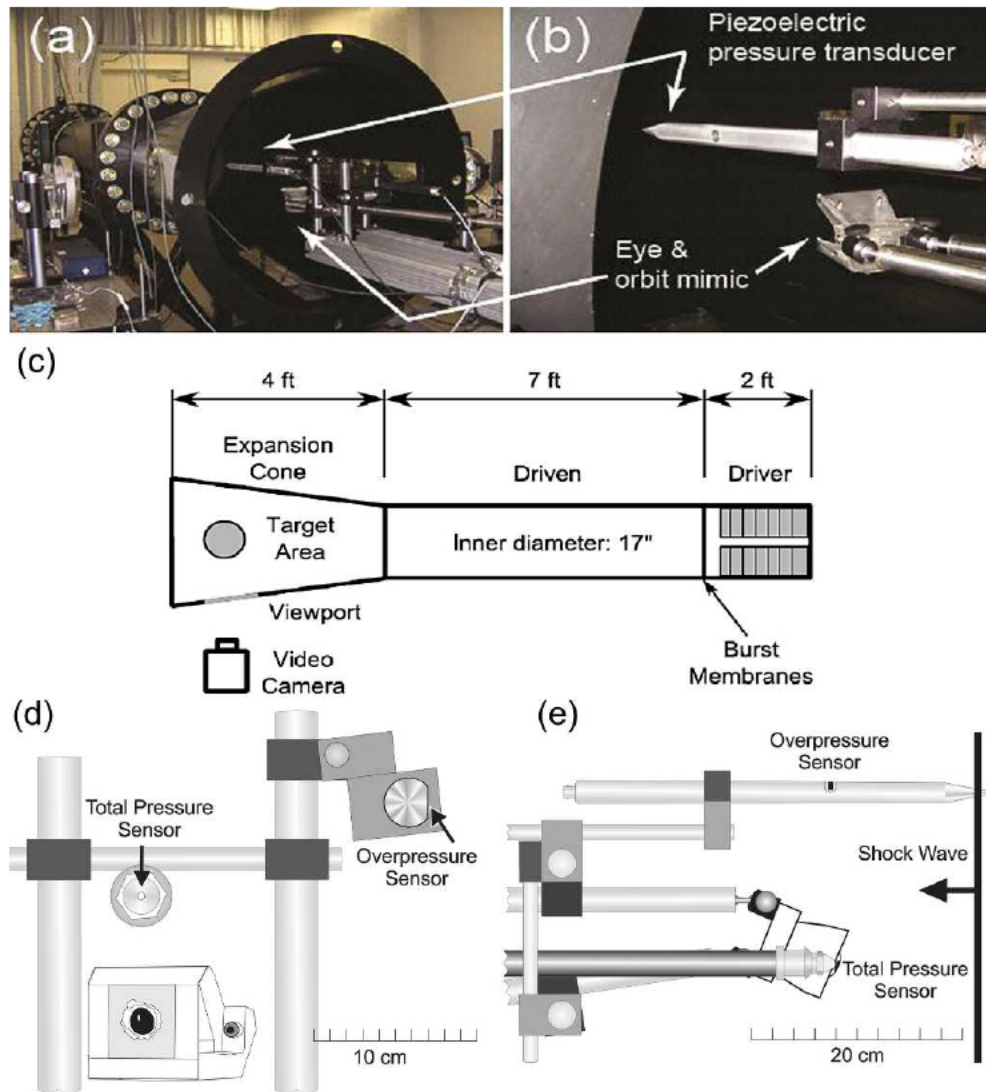 (a)
(b)
Piezoelectric
pressure transducer
Eye &
orbit mimic
(c)
4 ft
7 ft
2 ft
Expansion
Cone
Driven
Driver
Target
Area
Inner diameter: 17"
Viewport
Video
Camera
Burst
Membranes
(d)
Total Pressure
Sensor
Overpressure
Sensor
10 cm
(e)
Overpressure
Sensor
Shock Wave
Total Pressure
Sensor
20 cm